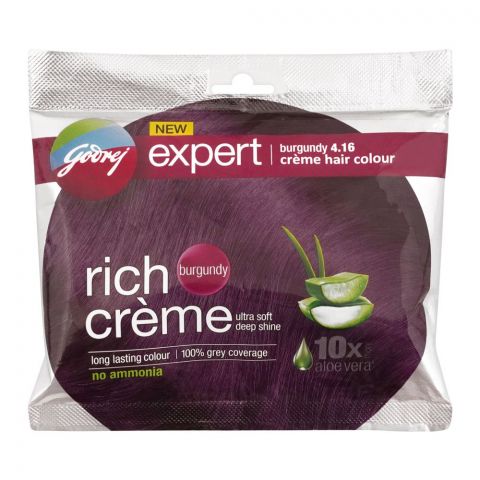 Godrej
NEW
expert
burgundy 4.16
crème hair colour
rich
crème
burgundy
ultra soft
deep shine
long lasting colour | 100% grey coverage
no ammonia
10x
aloe vera*